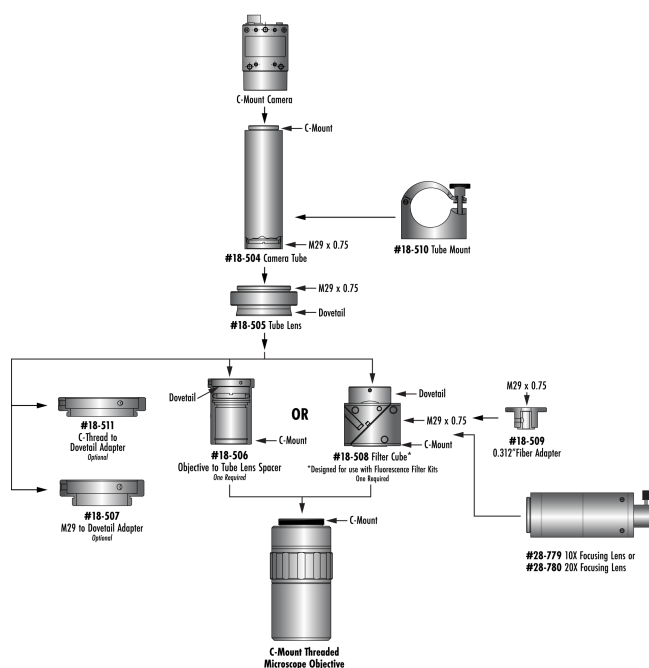 C-Mount Camera
C-Mount
M29 x 0.75
#18-504 Camera Tube
#18-510 Tube Mount
M29 x 0.75
Dovetail
#18-505 Tube Lens
#18-511
C-Thread to
Dovetail Adapter
Optional
#18-507
M29 to Dovetail Adapter
Optional
Dovetail
C-Mount
#18-506
Objective to Tube Lens Spacer
One Required
OR
Dovetail
M29 x 0.75
C-Mount
#18-508 Filter Cube*
*Designed for use with Fluorescence Filter Kits
One Required
M29 x 0.75
#18-509
0.312"Fiber Adapter
#28-779 10X Focusing Lens or
#28-780 20X Focusing Lens
C-Mount
C-Mount Threaded
Microscope Objective